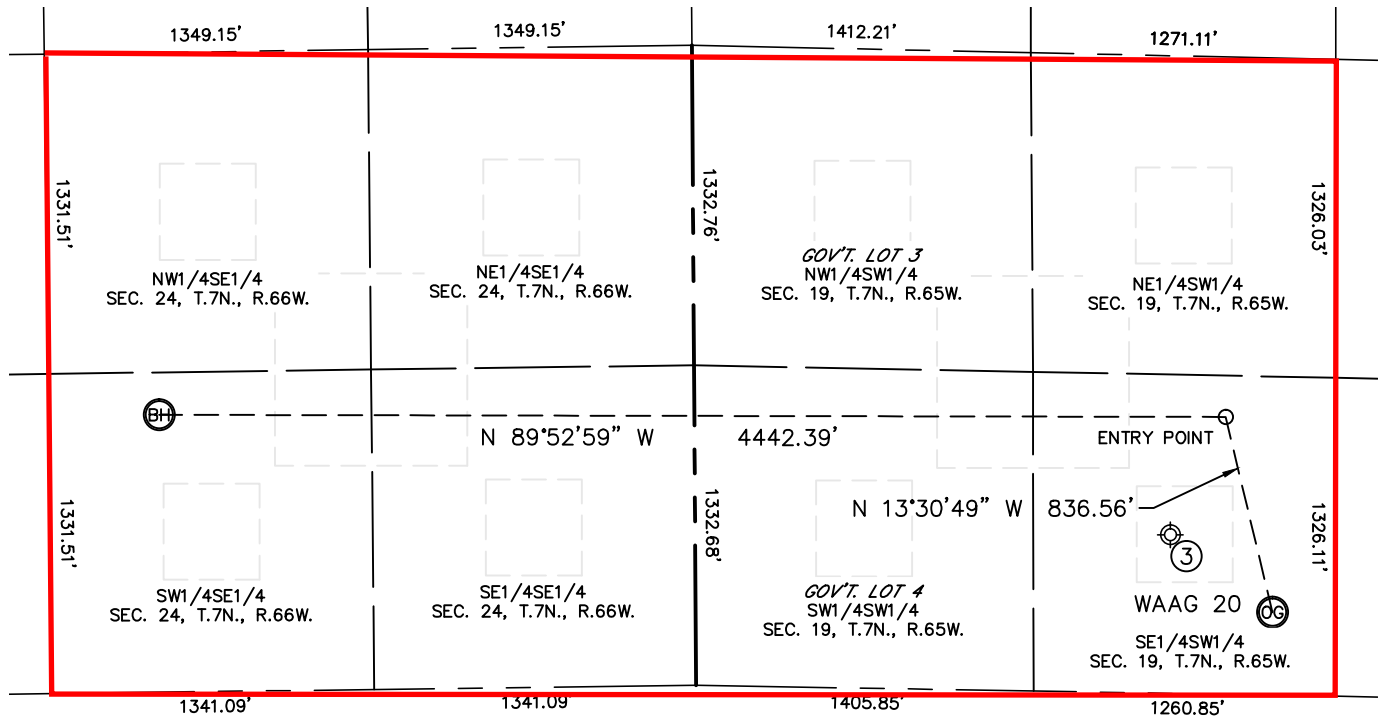 1349.15'
1349.15'
1412.21'
1271.11'
1331.51'
1332.76'
1326.03'
NW1/4SE1/4
SEC. 24, T.7N., R.66W.
NE1/4SE1/4
SEC. 24, T.7N., R.66W.
GOV'T. LOT 3
NW1/4SW1/4
SEC. 19, T.7N., R.65W.
NE1/4SW1/4
SEC. 19, T.7N., R.65W.
BH
N 89°52'59" W 4442.39'
ENTRY POINT
N 13°30'49" W 836.56'
1331.51'
1332.68'
1326.11'
3
WAAG 20
OG
SW1/4SE1/4
SEC. 24, T.7N., R.66W.
SE1/4SE1/4
SEC. 24, T.7N., R.66W.
GOV'T. LOT 4
SW1/4SW1/4
SEC. 19, T.7N., R.65W.
SE1/4SW1/4
SEC. 19, T.7N., R.65W.
1341.09'
1341.09
1405.85'
1260.85'